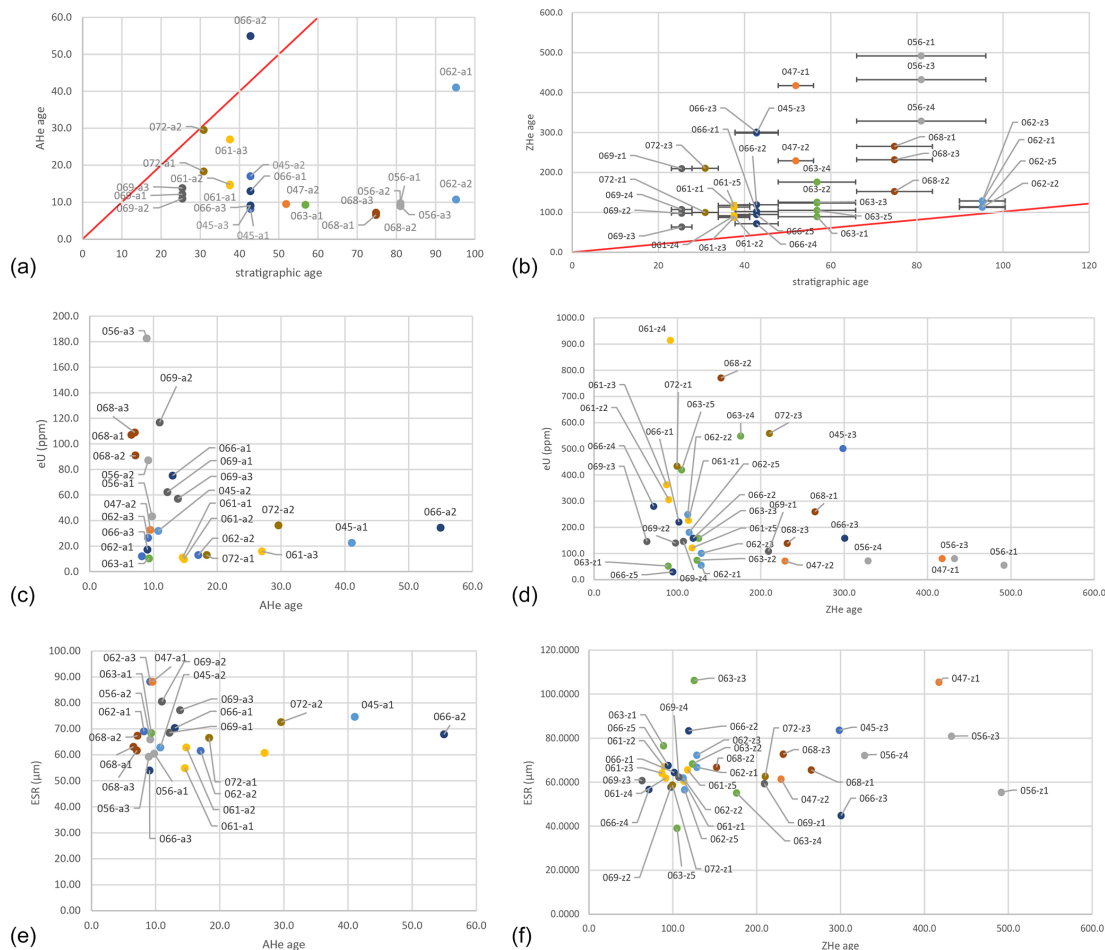 60.0
50.0
40.0
30.0
20.0
10.0
0.0
AHe age
066-a2
062-a1
072-a2
061-a3
072-a1
045-a2
069-a3
061-a2
066-a1
069-a1
061-a1
047-a2
056-a2
056-a1
062-a2
069-a2
066-a3
063-a1
068-a3
056-a3
045-a3
045-a1
068-a1
068-a2
0 10 20 30 40 50 60 70 80 90 100
stratigraphic age
(a)
600.0
500.0
400.0
300.0
200.0
100.0
0.0
ZHe age
056-z1
047-z1
056-z3
066-z3
045-z3
056-z4
062-z3
066-z1
068-z1
062-z1
072-z3
066-z2
047-z2
068-z3
062-z5
069-z1
063-z4
062-z2
072-z1
061-z1
061-z5
063-z2
068-z2
069-z4
063-z3
069-z2
063-z5
066-z5
063-z1
069-z3
061-z4
061-z3
061-z2
066-z4
0 20 40 60 80 100 120
stratigraphic age
(b)
200.0
180.0
160.0
140.0
120.0
100.0
80.0
60.0
40.0
20.0
0.0
eU (ppm)
056-a3
069-a2
068-a3
068-a1
066-a1
068-a2
069-a1
056-a2
069-a3
056-a1
045-a2
047-a2
061-a1
072-a2
066-a2
062-a3
061-a2
045-a1
066-a3
062-a2
062-a1
061-a3
063-a1
072-a1
0.0 10.0 20.0 30.0 40.0 50.0 60.0
AHe age
(c)
1000.0
900.0
800.0
700.0
600.0
500.0
400.0
300.0
200.0
100.0
0.0
eU (ppm)
061-z4
068-z2
072-z1
061-z3
063-z5
061-z2
063-z4
072-z3
066-z1
062-z2
045-z3
066-z4
061-z1
069-z3
062-z5
066-z2
069-z1
068-z1
063-z3
066-z3
069-z2
061-z5
068-z3
062-z3
056-z4
056-z3
056-z1
063-z1
063-z2
047-z2
047-z1
066-z5
069-z4
062-z1
0.0 100.0 200.0 300.0 400.0 500.0 600.0
ZHe age
(d)
100.00
90.00
80.00
70.00
60.00
50.00
40.00
30.00
20.00
10.00
0.00
ESR (μm)
062-a3
047-a1
069-a2
063-a1
045-a2
056-a2
069-a3
062-a1
066-a1
072-a2
045-a1
066-a2
068-a2
069-a1
068-a1
072-a1
068-a3
056-a1
062-a2
056-a3
061-a2
061-a1
066-a3
0.0 10.0 20.0 30.0 40.0 50.0 60.0
AHe age
(e)
120.0000
100.0000
80.0000
60.0000
40.0000
20.0000
0.0000
ESR (μm)
063-z3
047-z1
069-z4
063-z1
066-z2
072-z3
045-z3
056-z3
066-z5
062-z3
061-z2
063-z2
056-z4
066-z1
068-z2
068-z3
061-z3
062-z1
069-z3
061-z5
047-z2
068-z1
061-z4
062-z2
069-z1
056-z1
066-z4
061-z1
066-z3
062-z5
063-z4
069-z2
063-z5
072-z1
0.0 100.0 200.0 300.0 400.0 500.0 600.0
ZHe age
(f)